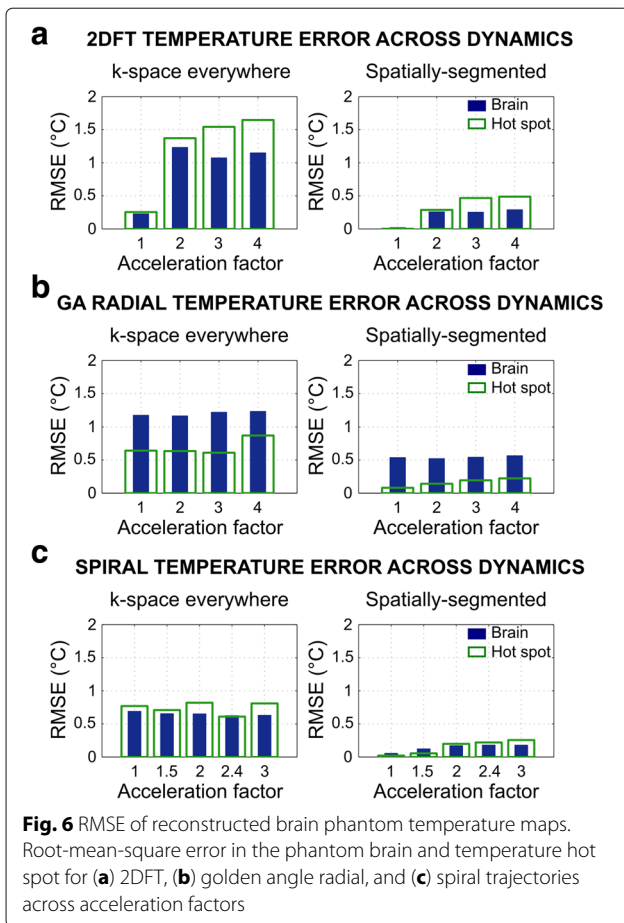 a
2DFT TEMPERATURE ERROR ACROSS DYNAMICS
k-space everywhere
Spatially-segmented
RMSE (°C)
2
1.5
1
0.5
0
1 2 3 4
Acceleration factor
RMSE (°C)
2
1.5
1
0.5
0
Brain
Hot spot
1 2 3 4
Acceleration factor
b
GA RADIAL TEMPERATURE ERROR ACROSS DYNAMICS
k-space everywhere
Spatially-segmented
RMSE (°C)
2
1.5
1
0.5
0
1 2 3 4
Acceleration factor
RMSE (°C)
2
1.5
1
0.5
0
Brain
Hot spot
1 2 3 4
Acceleration factor
c
SPIRAL TEMPERATURE ERROR ACROSS DYNAMICS
k-space everywhere
Spatially-segmented
RMSE (°C)
2
1.5
1
0.5
0
1 1.5 2 2.4 3
Acceleration factor
RMSE (°C)
2
1.5
1
0.5
0
Brain
Hot spot
1 1.5 2 2.4 3
Acceleration factor
Fig. 6 RMSE of reconstructed brain phantom temperature maps.
Root-mean-square error in the phantom brain and temperature hot
spot for (a) 2DFT, (b) golden angle radial, and (c) spiral trajectories
across acceleration factors